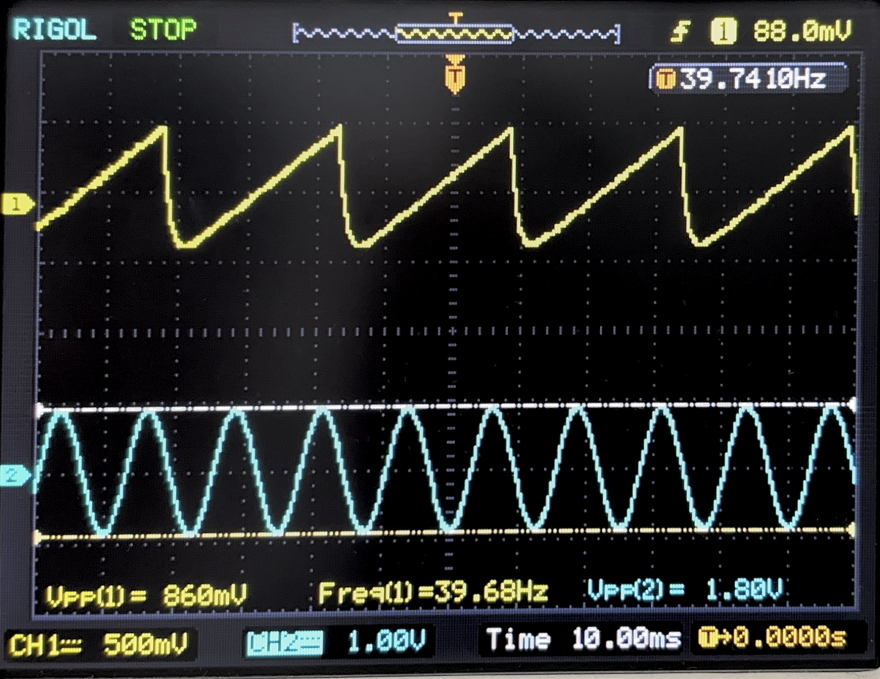 RIGOL STOP T 1 88.0mV
T
T 39.7410Hz
1
2
Vpp(1)= 860mV Freq(1)=39.68Hz Vpp(2)= 1.80V
CH1 500mV CH2 1.00V Time 10.00ms T→0.0000s